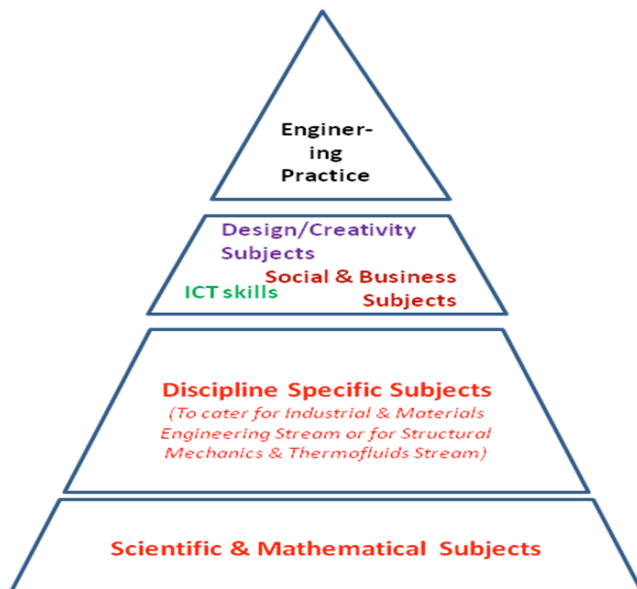 Enginer-
ing
Practice
Design/Creativity
Subjects
Social & Business
ICT skills
Subjects
Discipline Specific Subjects
(To cater for Industrial & Materials
Engineering Stream or for Structural
Mechanics & Thermofluids Stream)
Scientific & Mathematical Subjects